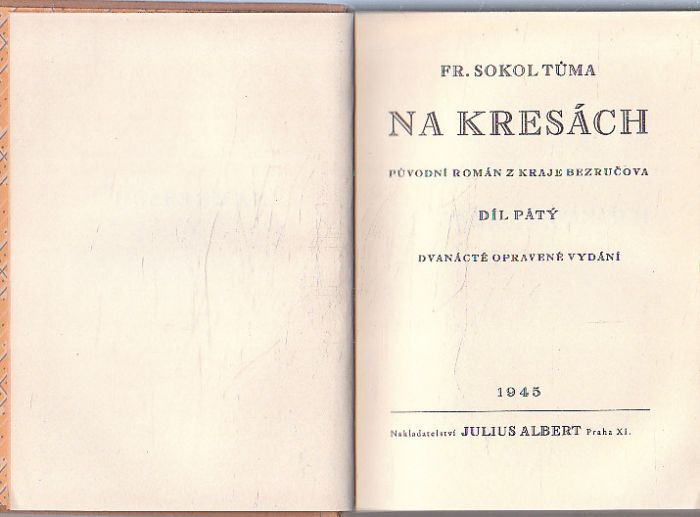 FR. SOKOL TŮMA
NA KRESÁCH
PŮVODNÍ ROMÁN Z KRAJE BEZRUČOVA
DÍL PÁTÝ
DVANÁCTÉ OPRAVENÉ VYDÁNÍ
1945
Nakladatelství JULIUS ALBERT Praha XI.